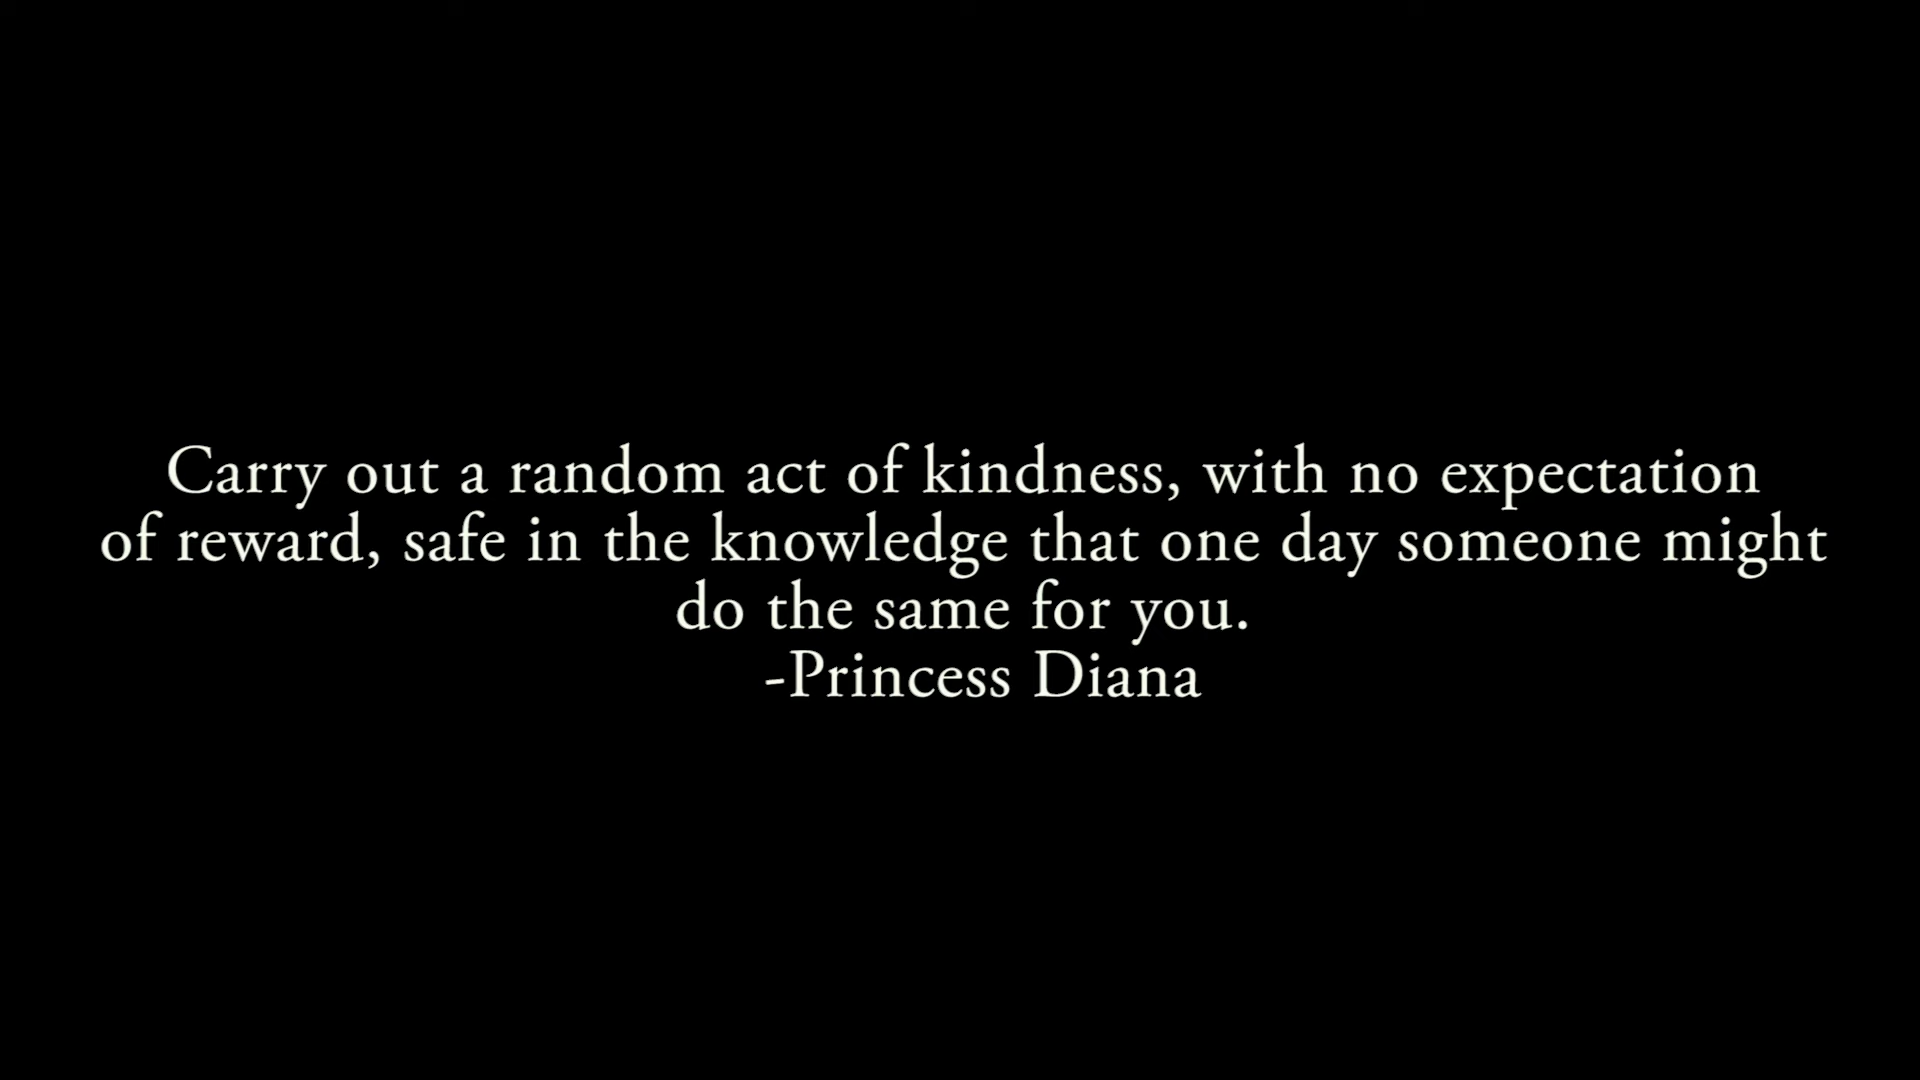 Carry out a random act of kindness, with no expectation
of reward, safe in the knowledge that one day someone might
do the same for you.
-Princess Diana